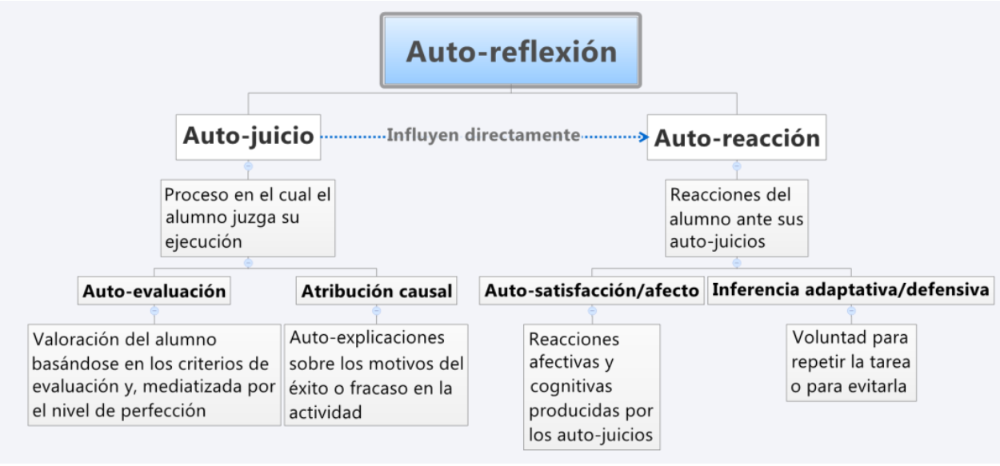 Auto-reflexión
Auto-juicio
Influyen directamente
Auto-reacción
Proceso en el cual el
alumno juzga su
ejecución
Reacciones del
alumno ante sus
auto-juicios
Auto-evaluación
Atribución causal
Auto-satisfacción/afecto
Inferencia adaptativa/defensiva
Valoración del alumno
basándose en los criterios de
evaluación y, mediatizada por
el nivel de perfección
Auto-explicaciones
sobre los motivos del
éxito o fracaso en la
actividad
Reacciones
afectivas y
cognitivas
producidas por
los auto-juicios
Voluntad para
repetir la tarea
o para evitarla